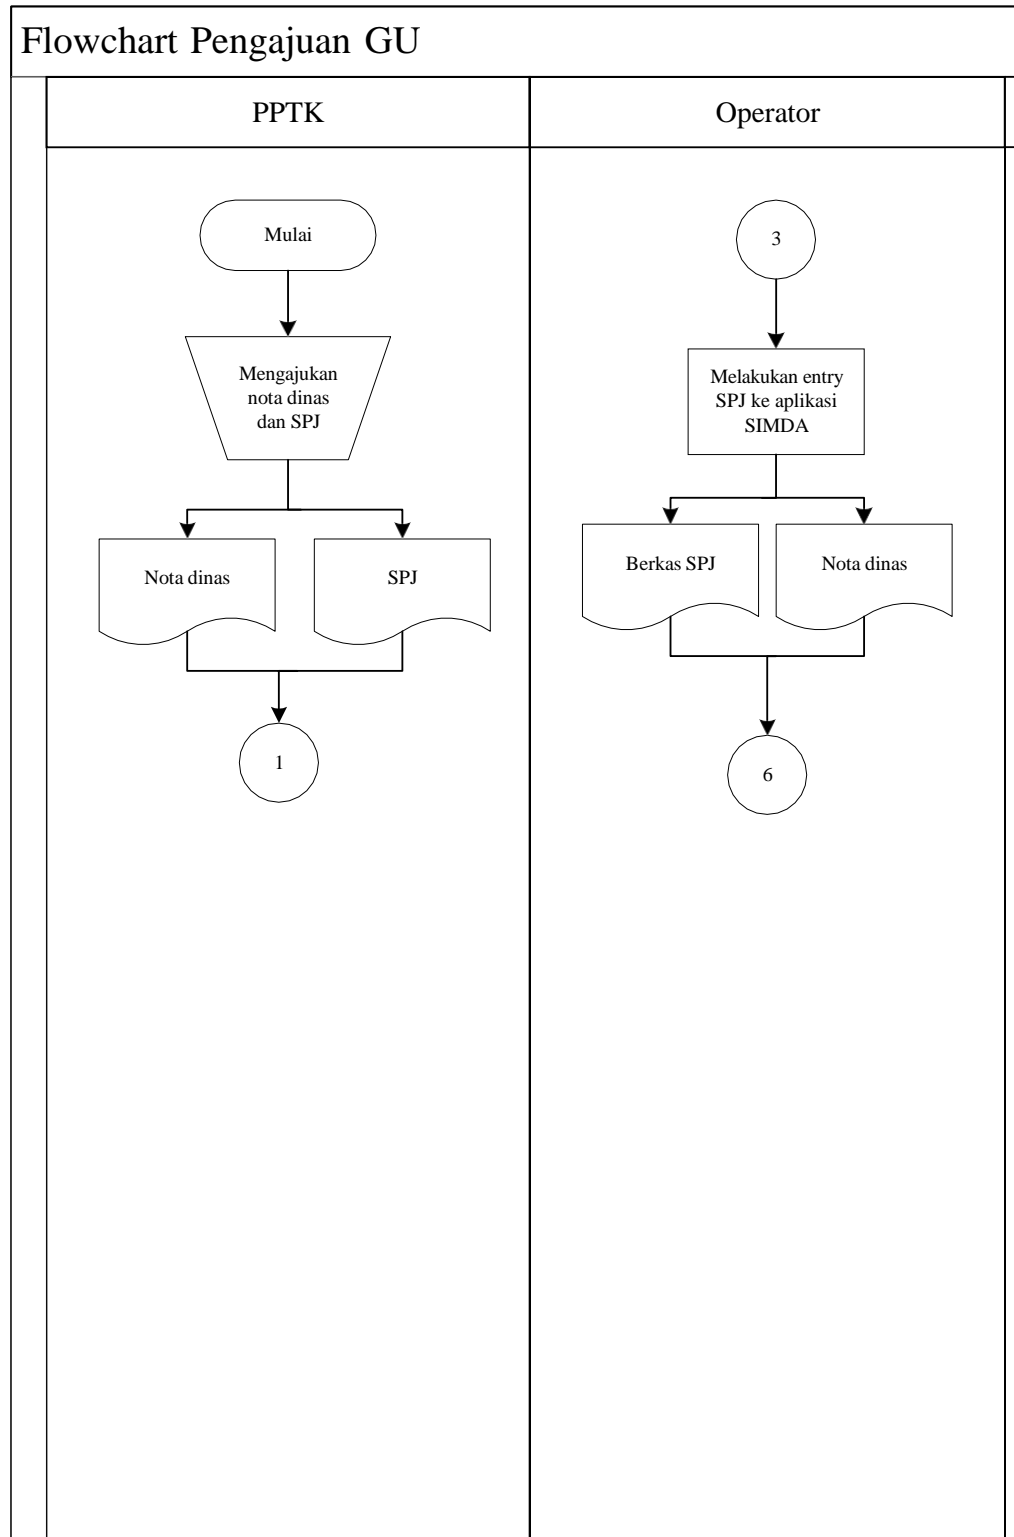 Flowchart Pengajuan GU
PPTK
Operator
Mulai
Mengajukan
nota dinas
dan SPJ
Nota dinas
SPJ
1
3
Melakukan entry
SPJ ke aplikasi
SIMDA
Berkas SPJ
Nota dinas
6